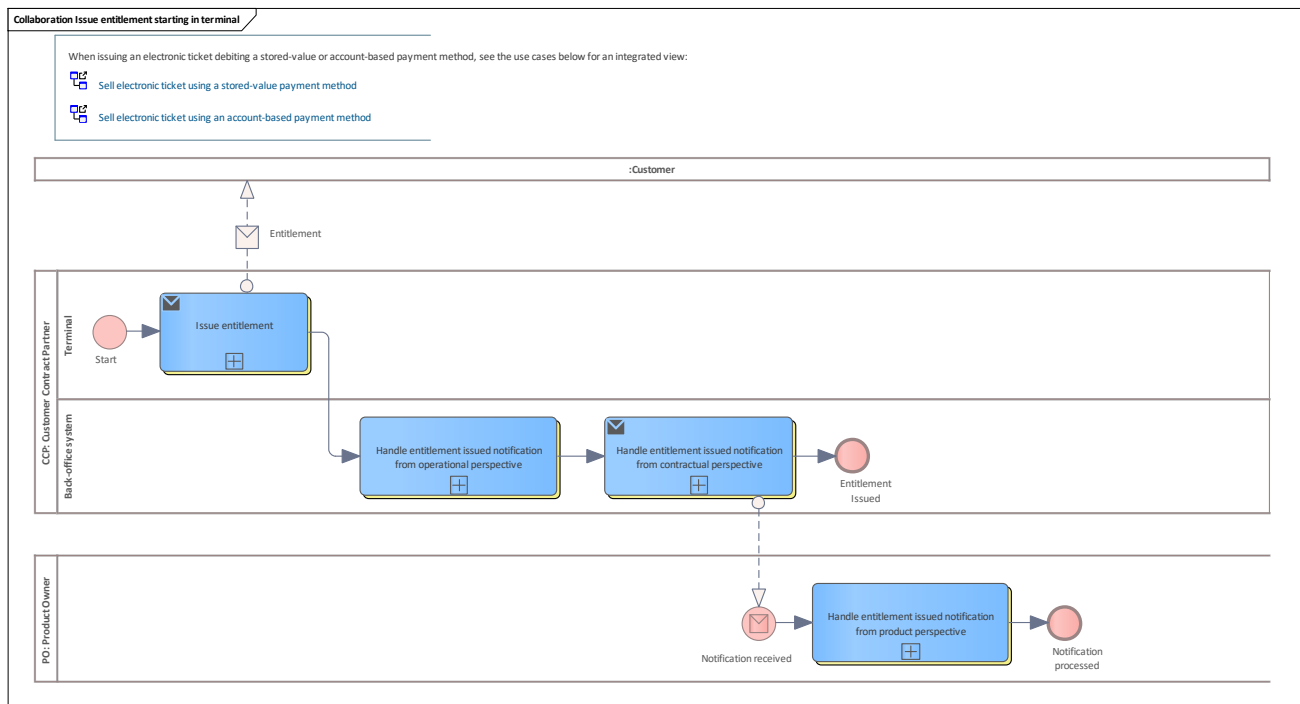 Collaboration Issue entitlement starting in terminal
When issuing an electronic ticket debiting a stored-value or account-based payment method, see the use cases below for an integrated view:
Sell electronic ticket using a stored-value payment method
Sell electronic ticket using an account-based payment method
:Customer
Entitlement
CCP: Customer Contract Partner
Terminal
Start
Issue entitlement
Back-office system
Handle entitlement issued notification
from operational perspective
Handle entitlement issued notification
from contractual perspective
Entitlement
Issued
PO: Product Owner
Notification received
Handle entitlement issued notification
from product perspective
Notification
processed